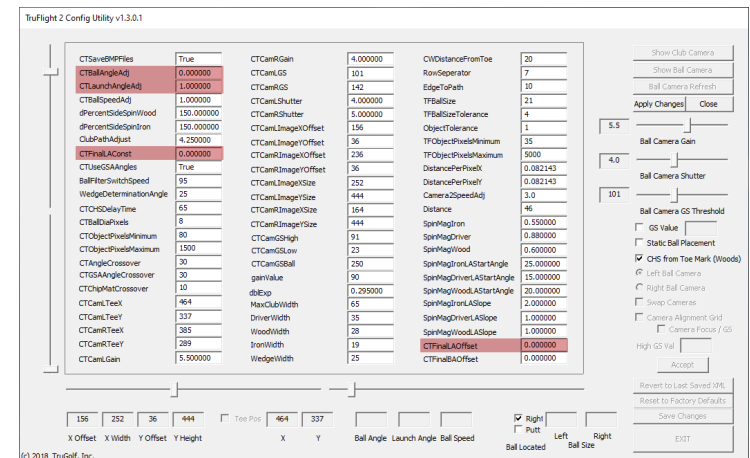 TruFlight 2 Config Utility v1.3.0.1
CTSaveBMPFiles True
CTBallAngleAdj 0.000000
CTLaunchAngleAdj 1.000000
CTBallSpeedAdj 1.000000
dPercentSideSpinWood 150.000000
dPercentSideSpinIron 150.000000
ClubPathAdjust 4.250000
CTFinalLAConst 0.000000
CTUseGSAAngles True
BallFilterSwitchSpeed 95
WedgeDeterminationAngle 25
CTCHSDelayTime 65
CTBallDiaPixels 8
CTObjectPixelsMinimum 80
CTObjectPixelsMaximum 1500
CTAngleCrossover 30
CTGSAAngleCrossover 30
CTChipMatCrossover 10
CTCamLTeeX 464
CTCamLTeeY 337
CTCamRTeeX 385
CTCamRTeeY 289
CTCamLGain 5.500000
CTCamRGain 4.000000
CTCamLGS 101
CTCamRGS 142
CTCamLShutter 4.000000
CTCamRShutter 5.000000
CTCamLImageXOffset 156
CTCamLImageYOffset 36
CTCamRImageXOffset 236
CTCamRImageYOffset 36
CTCamLImageXSize 252
CTCamLImageYSize 444
CTCamRImageXSize 164
CTCamRImageYSize 444
CTCamGSHigh 91
CTCamGSLow 23
CTCamGSBall 250
gainValue 90
dblExp 0.295000
MaxClubWidth 65
DriverWidth 35
WoodWidth 28
IronWidth 19
WedgeWidth 25
CWDistanceFromToe 20
RowSeperator 7
EdgeToPath 10
TFBallSize 21
TFBallSizeTolerance 4
ObjectTolerance 1
TFObjectPixelsMinimum 35
TFObjectPixelsMaximum 5000
DistancePerPixelX 0.082143
DistancePerPixelY 0.082143
Camera2SpeedAdj 3.0
Distance 46
SpinMagIron 0.550000
SpinMagDriver 0.880000
SpinMagWood 0.600000
SpinMagIronLAStartAngle 25.000000
SpinMagDriverLAStartAngle 15.000000
SpinMagWoodLAStartAngle 20.000000
SpinMagIronLASlope 2.000000
SpinMagDriverLASlope 1.000000
SpinMagWoodLASlope 1.000000
CTFinalLAOffset 0.000000
CTFinalBAOffset 0.000000
Show Club Camera
Show Ball Camera
Ball Camera Refresh
Apply Changes Close
5.5
Ball Camera Gain
4.0
Ball Camera Shutter
101
Ball Camera GS Threshold
GS Value
Static Ball Placement
CHS from Toe Mark (Woods)
Left Ball Camera
Right Ball Camera
Swap Cameras
Camera Alignment Grid
Camera Focus / GS
High GS Val
Accept
Revert to Last Saved XML
Reset to Factory Defaults
Save Changes
EXIT
156 252 36 444 Tee Pos 464 337
X Offset X Width Y Offset Y Height X Y Ball Angle Launch Angle Ball Speed
Right
Putt
Ball Located
Left Right
Ball Size
(c) 2018, TruGolf, Inc.